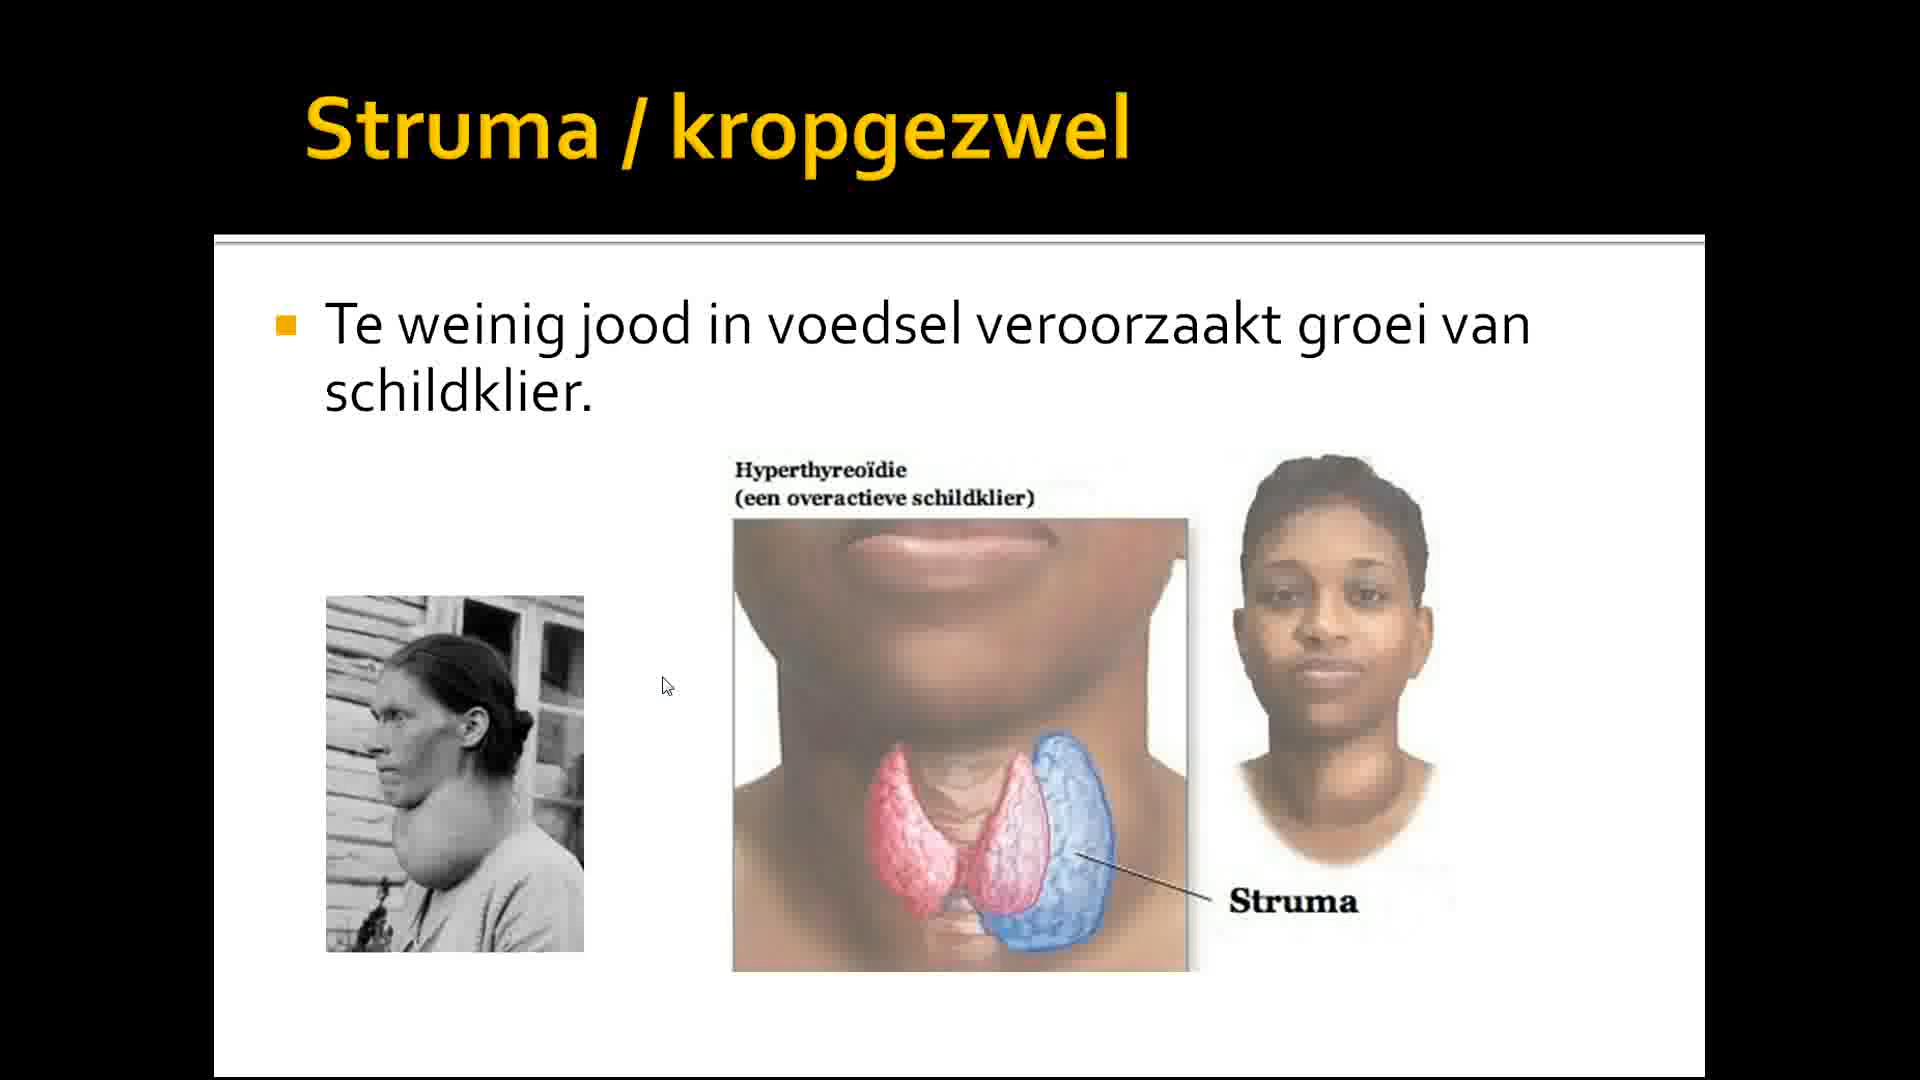 Struma / kropgezwel
Te weinig jood in voedsel veroorzaakt groei van
schildklier.
Hyperthyreoïdie
(een overactieve schildklier)
Struma